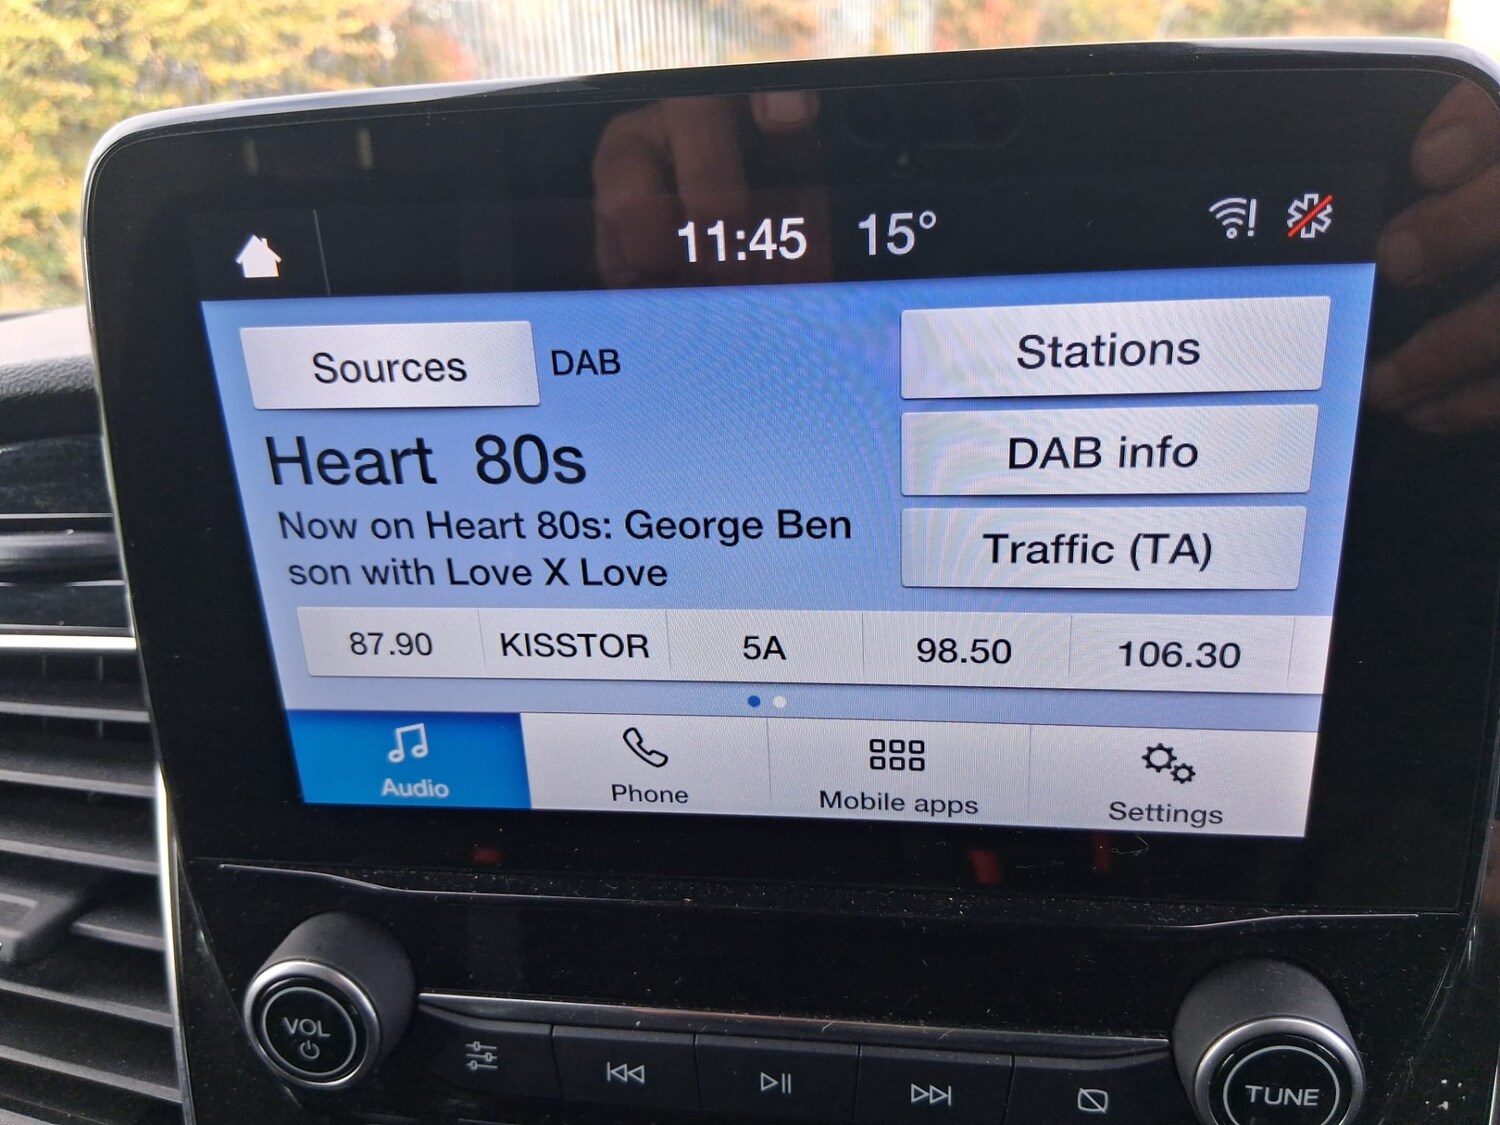 11:45 15°
Sources DAB Stations
Heart 80s
DAB info
Now on Heart 80s: George Ben
son with Love X Love
Traffic (TA)
87.90 KISSTOR 5A 98.50 106.30
Audio Phone Mobile apps Settings
VOL
TUNE